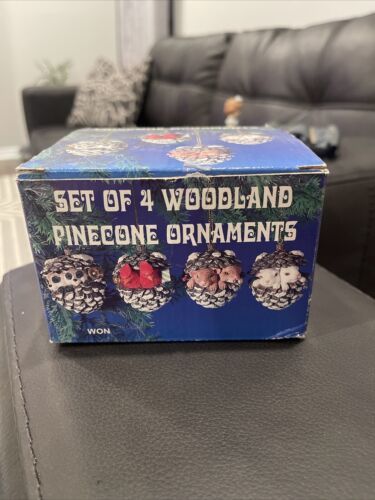 SET OF 4 WOODLAND
PINECONE ORNAMENTS
WON